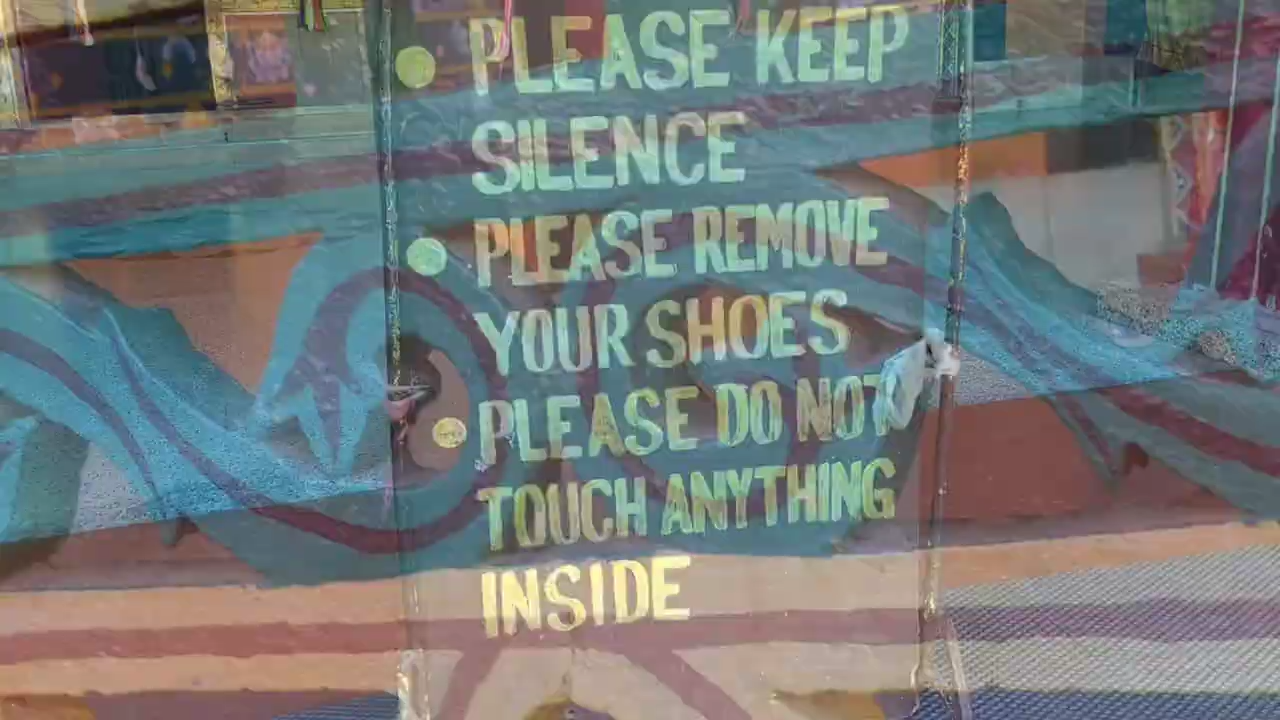 PLEASE KEEP
SILENCE
PLEASE REMOVE
YOUR SHOES
PLEASE DO NOT
TOUCH ANYTHING
INSIDE